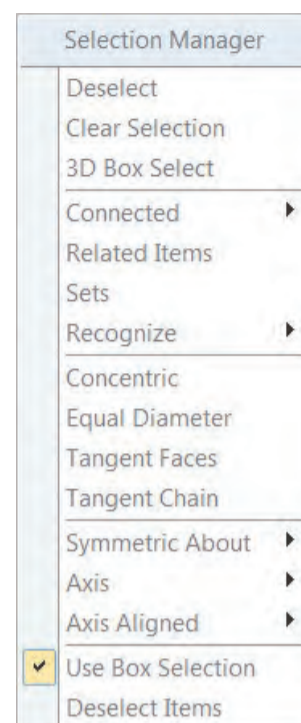 Selection Manager
Deselect
Clear Selection
3D Box Select
Connected
Related Items
Sets
Recognize
Concentric
Equal Diameter
Tangent Faces
Tangent Chain
Symmetric About
Axis
Axis Aligned
Use Box Selection
Deselect Items